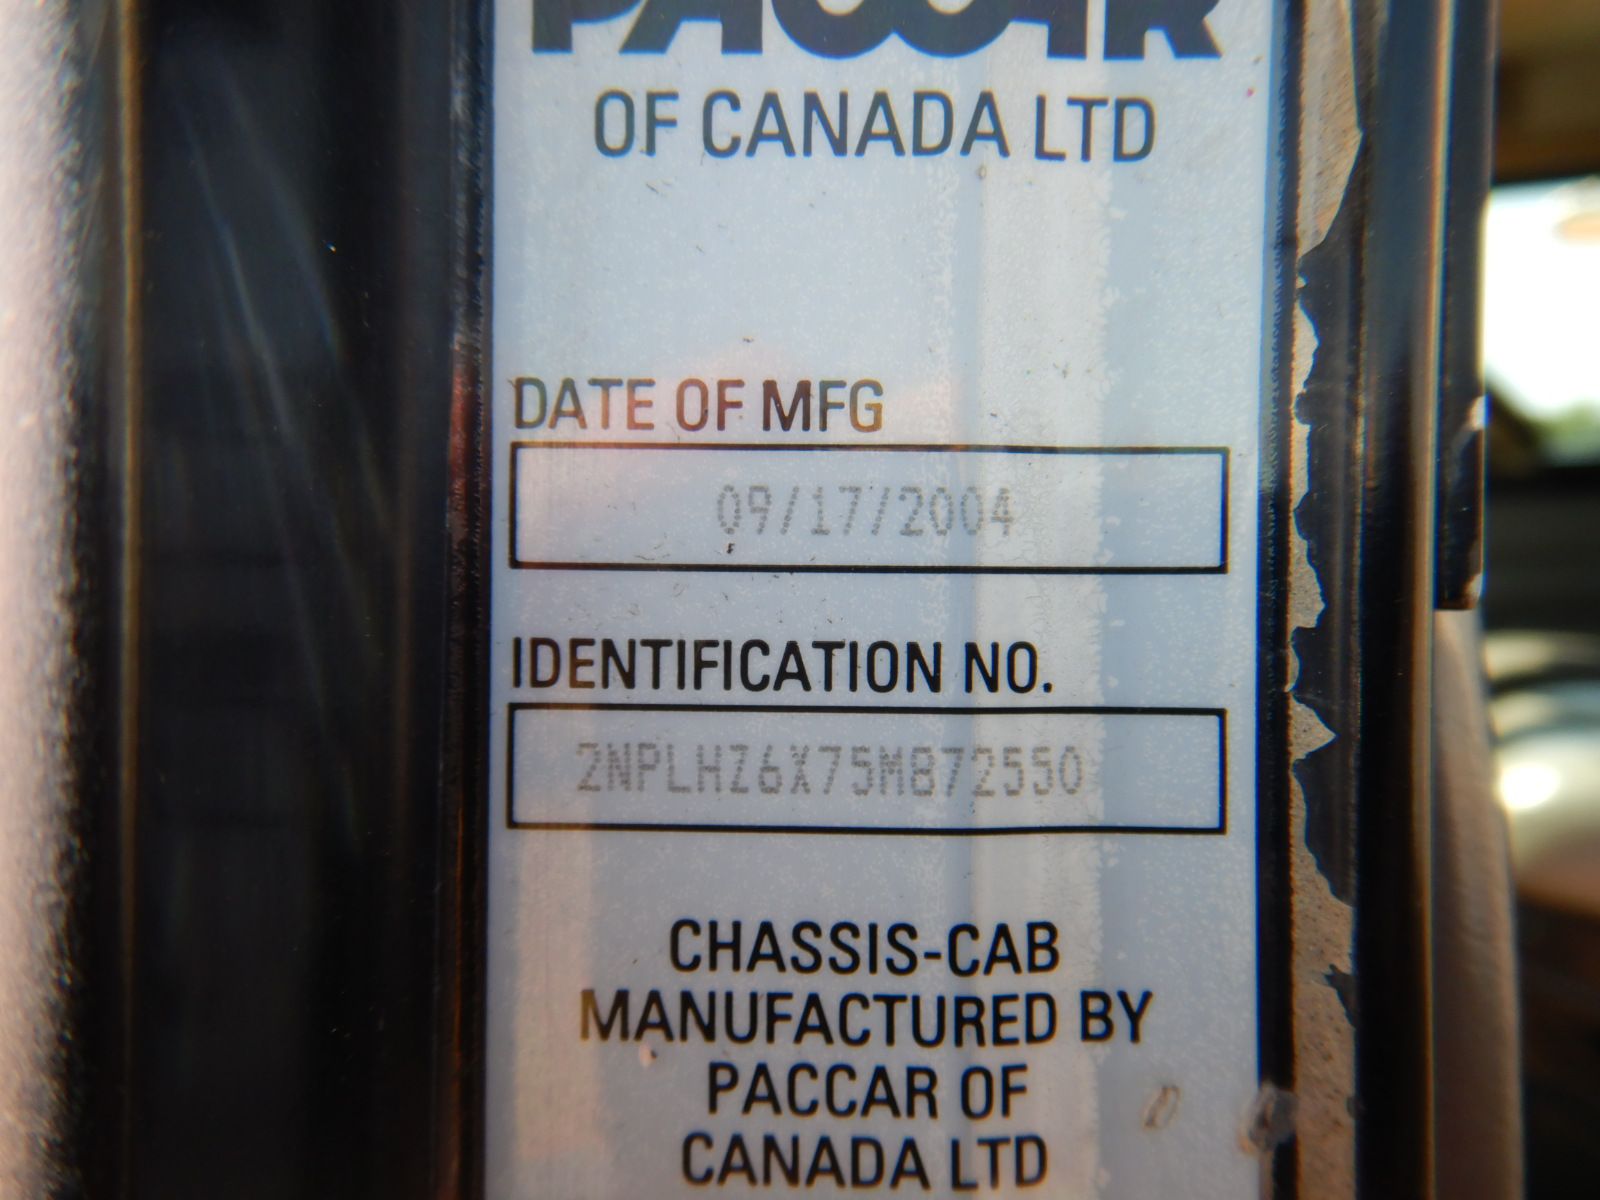 PACCAR
OF CANADA LTD
DATE OF MFG
09/17/2004
IDENTIFICATION NO.
2NPLHZ6X75M872550
CHASSIS-CAB
MANUFACTURED BY
PACCAR OF
CANADA LTD